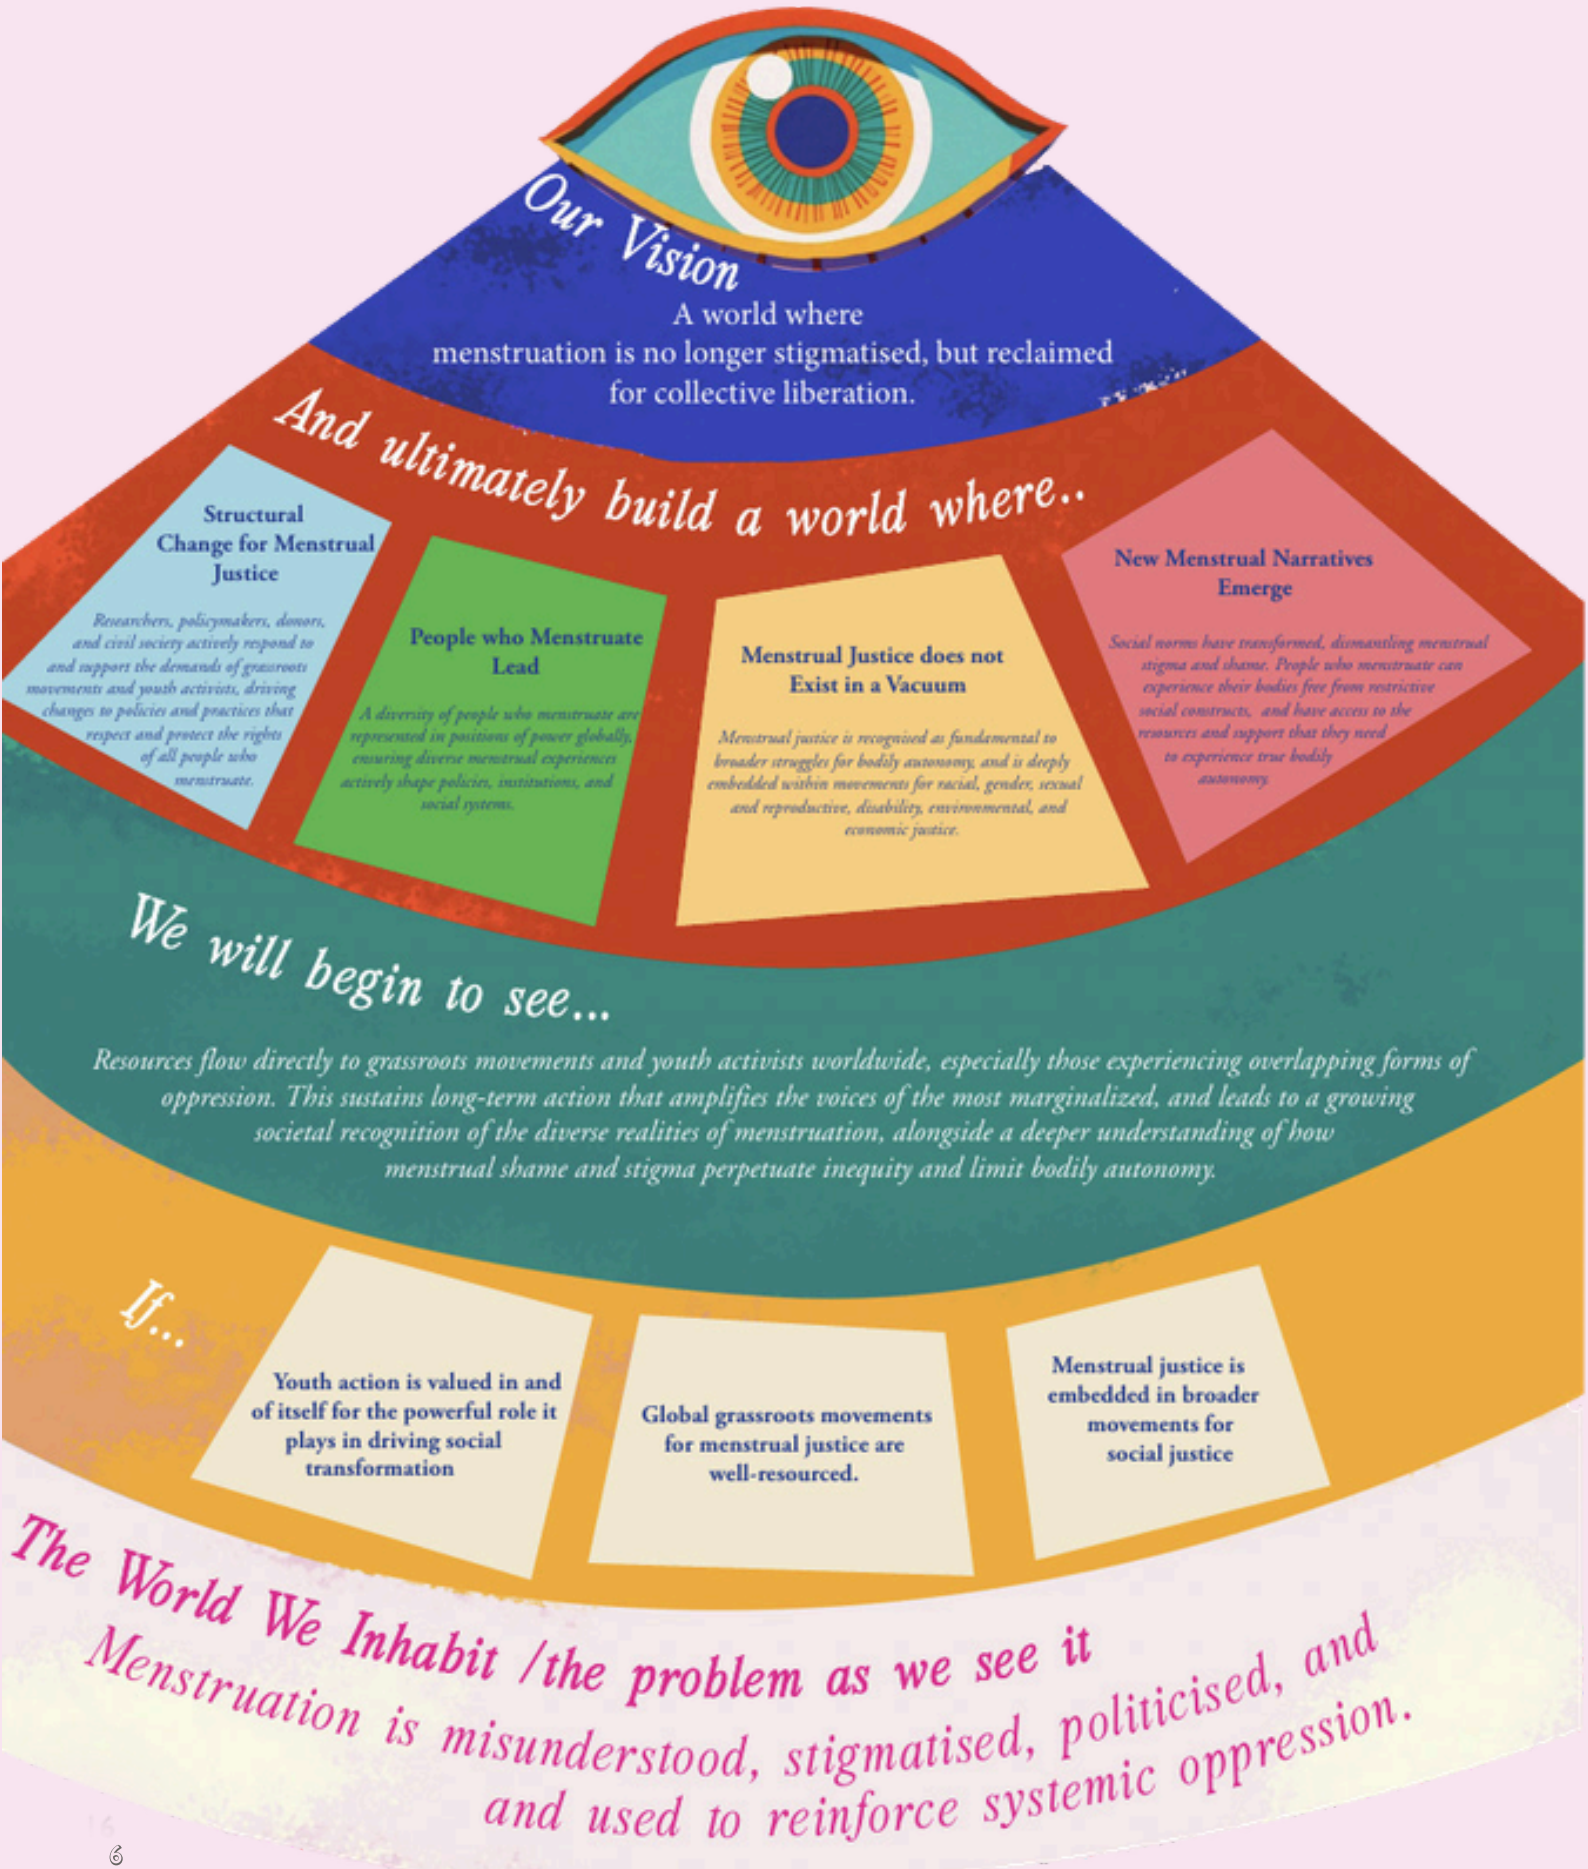 Our Vision
A world where
menstruation is no longer stigmatised, but reclaimed
for collective liberation.
And ultimately build a world where..
Structural
Change for Menstrual
Justice
Researchers, policymakers, donors,
and civil society actively respond to
and support the demands of grassroots
movements and youth activists, driving
changes to policies and practices that
respect and protect the rights
of all people who
menstruate.
People who Menstruate
Lead
A diversity of people who menstruate are
represented in positions of power globally,
ensuring diverse menstrual experiences
actively shape policies, institutions, and
social systems.
Menstrual Justice does not
Exist in a Vacuum
Menstrual justice is recognised as fundamental to
broader struggles for bodily autonomy, and is deeply
embedded within movements for racial, gender, sexual
and reproductive, disability, environmental, and
economic justice.
New Menstrual Narratives
Emerge
Social norms have transformed, dismantling menstrual
stigma and shame. People who menstruate can
experience their bodies free from restrictive
social constructs, and have access to the
resources and support that they need
to experience true bodily
autonomy.
We will begin to see...
Resources flow directly to grassroots movements and youth activists worldwide, especially those experiencing overlapping forms of
oppression. This sustains long-term action that amplifies the voices of the most marginalized, and leads to a growing
societal recognition of the diverse realities of menstruation, alongside a deeper understanding of how
menstrual shame and stigma perpetuate inequity and limit bodily autonomy.
If...
Youth action is valued in and
of itself for the powerful role it
plays in driving social
transformation
Global grassroots movements
for menstrual justice are
well-resourced.
Menstrual justice is
embedded in broader
movements for
social justice
The World We Inhabit /the problem as we see it
Menstruation is misunderstood, stigmatised, politicised, and
and used to reinforce systemic oppression.
16
6